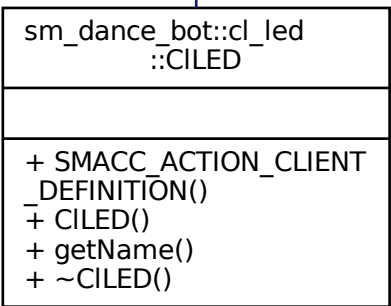 sm_dance_bot::cl_led
::ClLED
+ SMACC_ACTION_CLIENT
_DEFINITION()
+ ClLED()
+ getName()
+ ~ClLED()